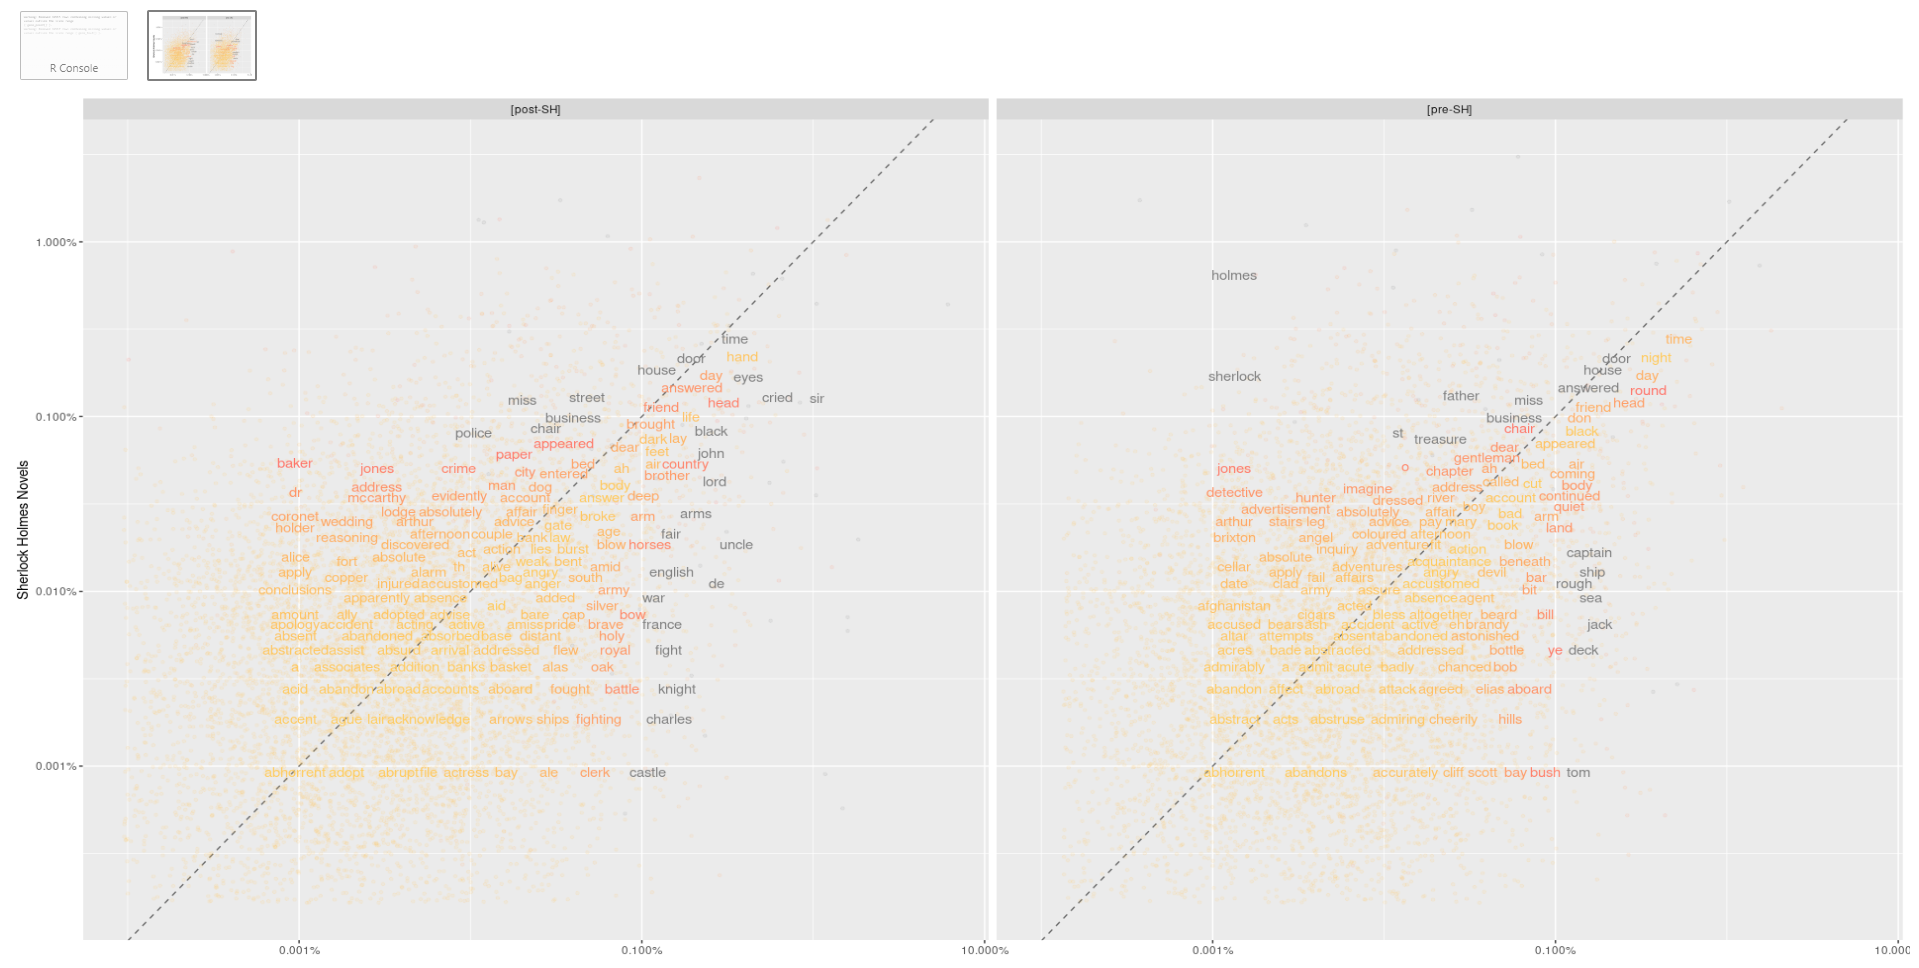 R Console
[post-SH] [pre-SH]
Sherlock Holmes Novels
1.000%
0.100%
0.010%
0.001%
holmes
time time
door hand door night
house day eyes sherlock house day
answered answered round
miss street friend head cried sir father miss friend head
business life business don
police chair brought black st chair black
appeared dark lay treasure appeared
paper dear feet john dear gentleman
baker jones crime bed ah air country jones o chapter ah bed air
city entered brother lord coming
address man dog body detective imagine address called cut body
dr mccarthy evidently account answer deep hunter dressed river account continued
lodge absolutely affair finger arms advertisement absolutely affair boy quiet
coronet wedding arthur advice broke arm arthur stairs leg advice pay mary bad arm
holder gate book land
reasoning afternoon couple bank law age fair brixton angel coloured afternoon
discovered action lies burst blow horses uncle inquiry adventure action blow captain
alice fort absolute act weak bent absolute acquaintance beneath
apply copper alarm th alive angry amid english cellar apply adventures angry devil ship
injured accustomed bag anger south de date clad fail affairs accustomed bar rough
conclusions army army assure bit
apparently absence added war absence agent sea
aid silver afghanistan acted
amount ally adopted advise bare cap bow cigars bless altogether beard bill
apology accident acting active amiss pride brave france accused bears ash accident active eh brandy jack
absent abandoned absorbed base distant holy altar attempts absent abandoned astonished
abstracted assist absurd arrival addressed flew royal fight acres bade abstracted addressed bottle ye deck
a associates addition banks basket alas oak admirably a admit acute badly chanced bob
acid abandon abroad accounts aboard fought battle knight abandon affect abroad attack agreed elias aboard
accent ague lair acknowledge arrows ships fighting charles abstract acts abstruse admiring cheerily hills
abhorrent adopt abrupt file actress bay ale clerk castle abhorrent abandons accurately cliff scott bay bush tom
0.001% 0.100% 10.000% 0.001% 0.100%